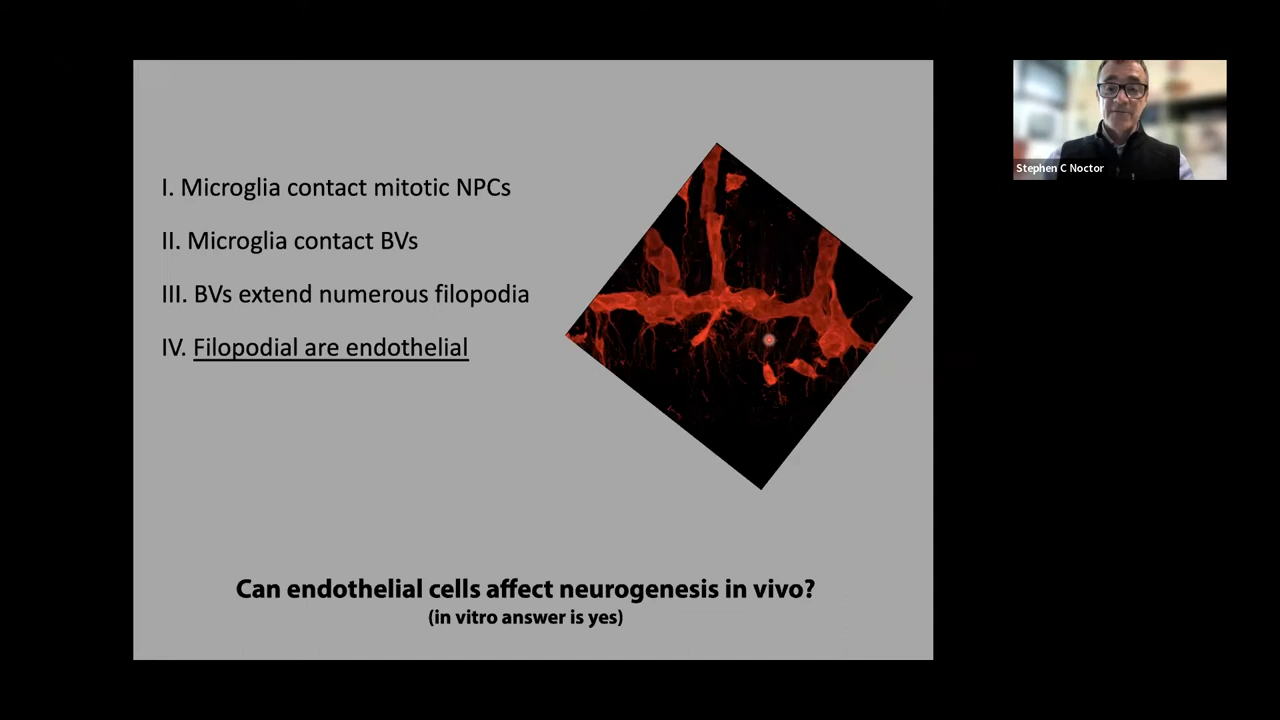 I. Microglia contact mitotic NPCs
II. Microglia contact BVs
III. BVs extend numerous filopodia
IV. Filopodial are endothelial
Can endothelial cells affect neurogenesis in vivo?
(in vitro answer is yes)
Stephen C Noctor